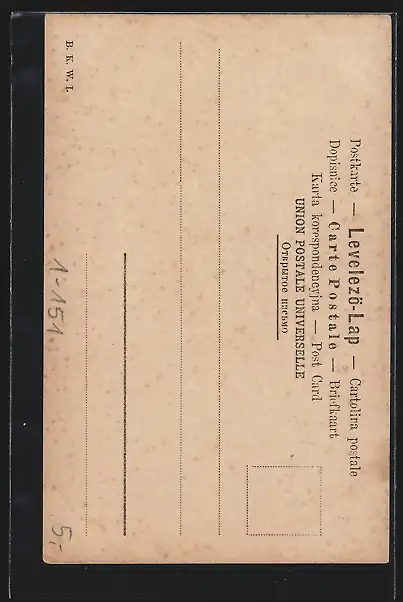 Postkarte — Levelezö-Lap — Cartolina postale
Dopisnice — Carte Postale — Briefkaart
Karta korespondencyjna — Post Card
UNION POSTALE UNIVERSELLE
Открытое письмо
B. K. W. I.
1-151
5,-